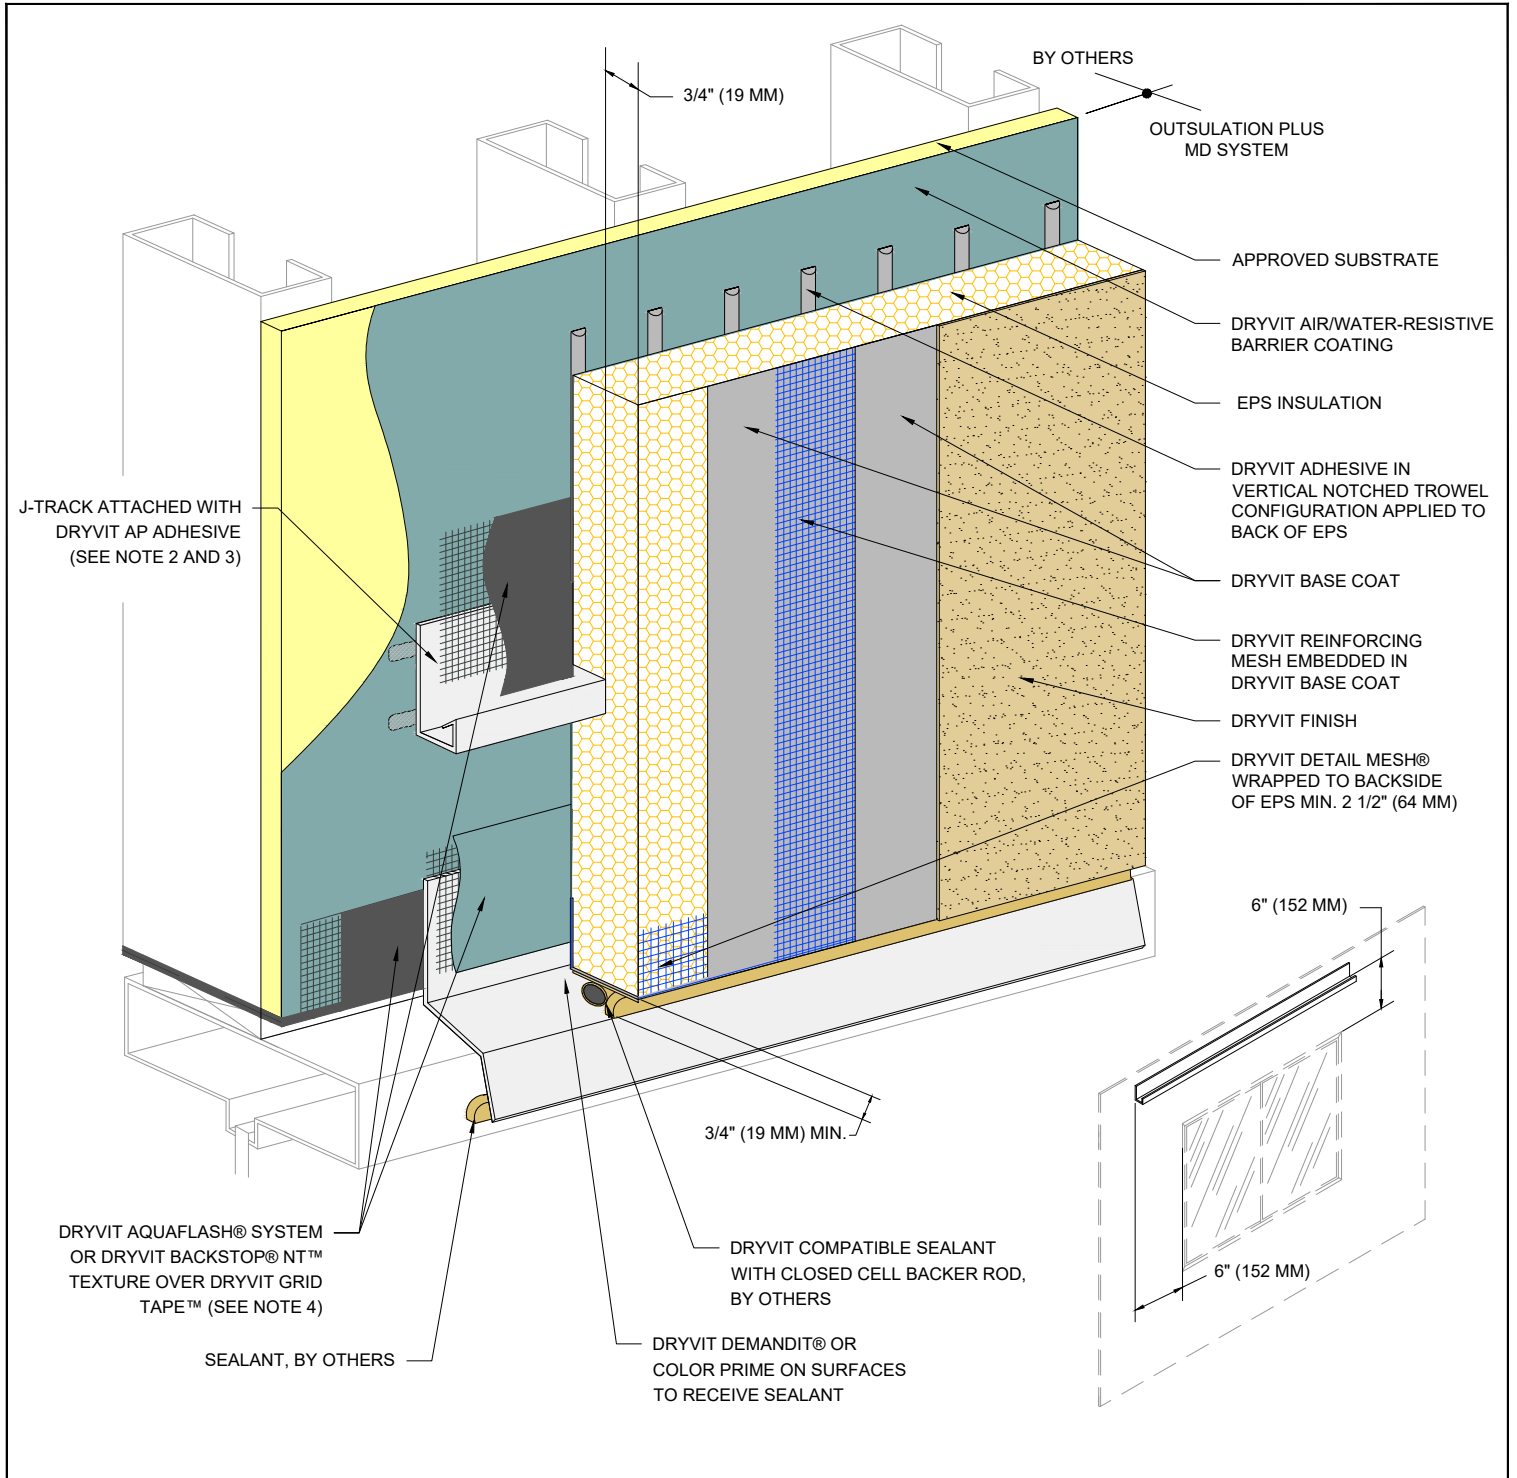 BY OTHERS
3/4" (19 MM)
OUTSULATION PLUS
MD SYSTEM
APPROVED SUBSTRATE
DRYVIT AIR/WATER-RESISTIVE
BARRIER COATING
EPS INSULATION
DRYVIT ADHESIVE IN
VERTICAL NOTCHED TROWEL
CONFIGURATION APPLIED TO
BACK OF EPS
J-TRACK ATTACHED WITH
DRYVIT AP ADHESIVE
(SEE NOTE 2 AND 3)
DRYVIT BASE COAT
DRYVIT REINFORCING
MESH EMBEDDED IN
DRYVIT BASE COAT
DRYVIT FINISH
DRYVIT DETAIL MESH®
WRAPPED TO BACKSIDE
OF EPS MIN. 2 1/2" (64 MM)
6" (152 MM)
3/4" (19 MM) MIN.
6" (152 MM)
DRYVIT AQUAFLASH® SYSTEM
OR DRYVIT BACKSTOP® NT™
TEXTURE OVER DRYVIT GRID
TAPE™ (SEE NOTE 4)
DRYVIT COMPATIBLE SEALANT
WITH CLOSED CELL BACKER ROD,
BY OTHERS
SEALANT, BY OTHERS
DRYVIT DEMANDIT® OR
COLOR PRIME ON SURFACES
TO RECEIVE SEALANT